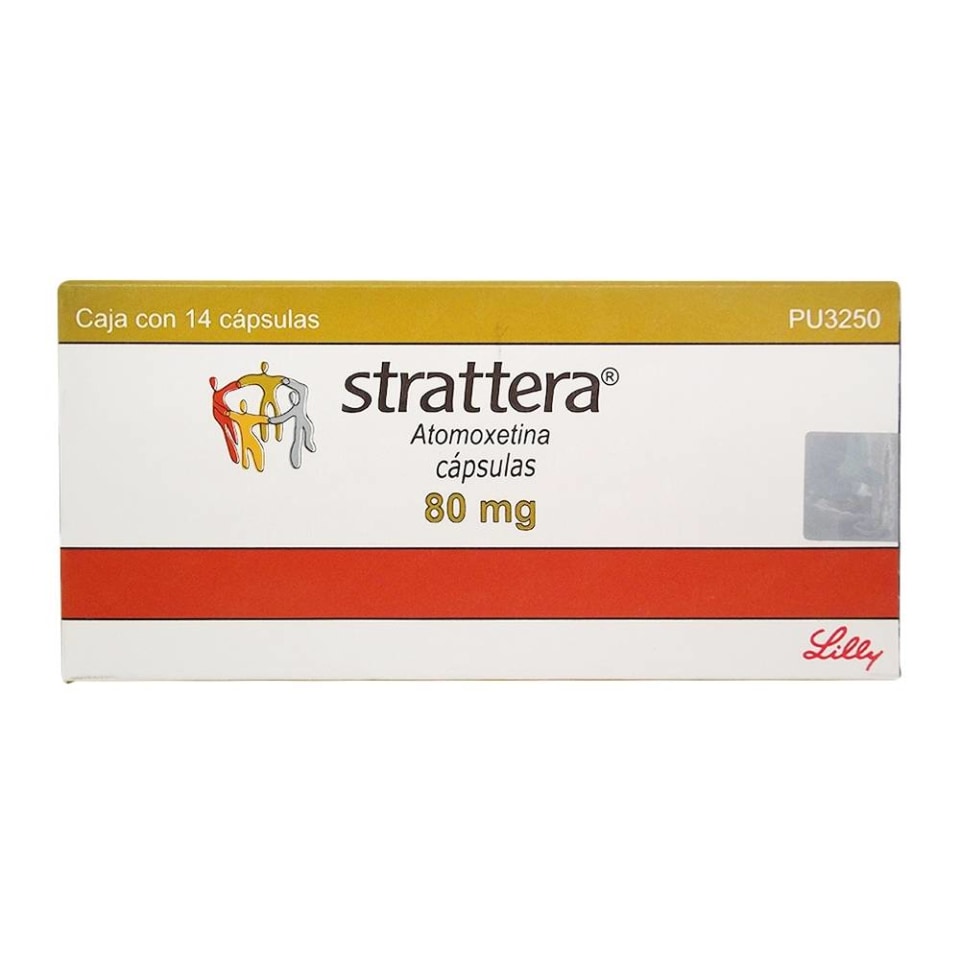 Caja con 14 cápsulas
PU3250
strattera®
Atomoxetina
cápsulas
80 mg
Lilly